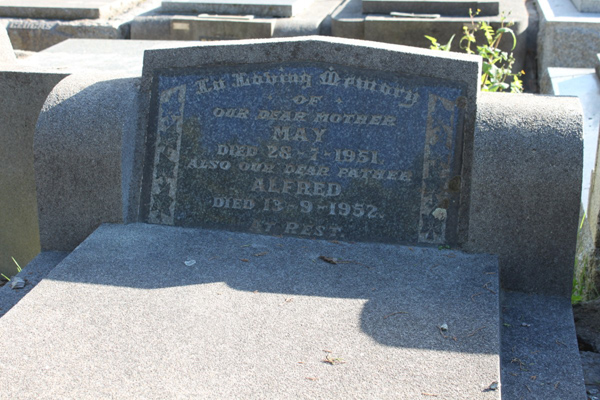 In Loving Memory
OF
OUR DEAR MOTHER
MAY
DIED 28-7-1951.
ALSO OUR DEAR FATHER
ALFRED
DIED 13-9-1952.
AT REST.